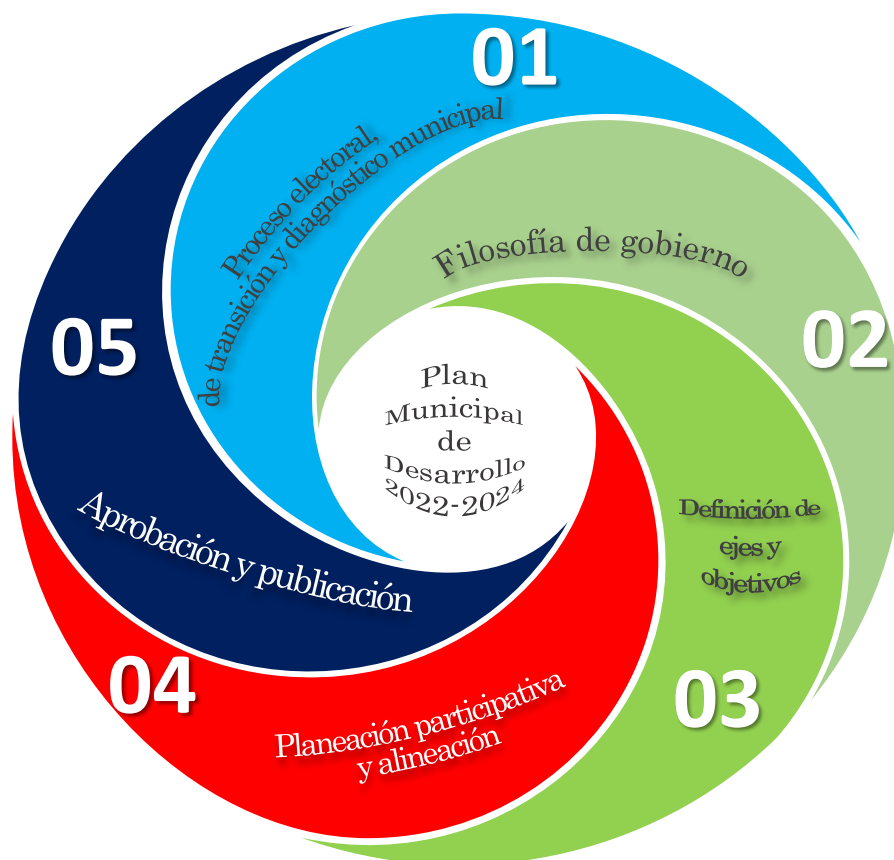 01
Proceso electoral,
de transición y diagnóstico municipal
Filosofía de gobierno
02
Definición de
ejes y
objetivos
03
Planeación participativa
y alineación
04
Aprobación y publicación
05
Plan
Municipal
de
Desarrollo
2022-2024